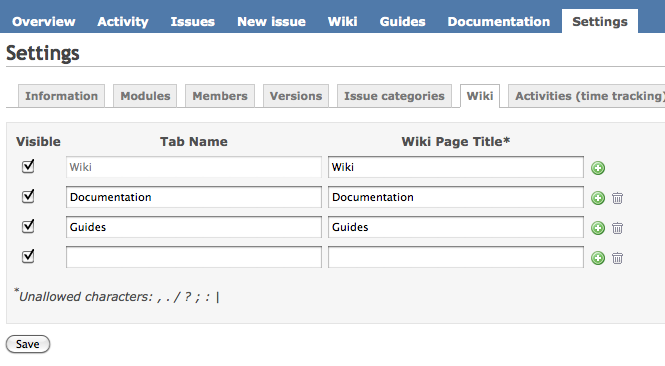 Overview Activity Issues New issue Wiki Guides Documentation Settings
Settings
Information Modules Members Versions Issue categories Wiki Activities (time tracking)
Visible Tab Name Wiki Page Title*
Wiki Wiki
Documentation Documentation
Guides Guides
*Unallowed characters: , . / ? ; : |
Save